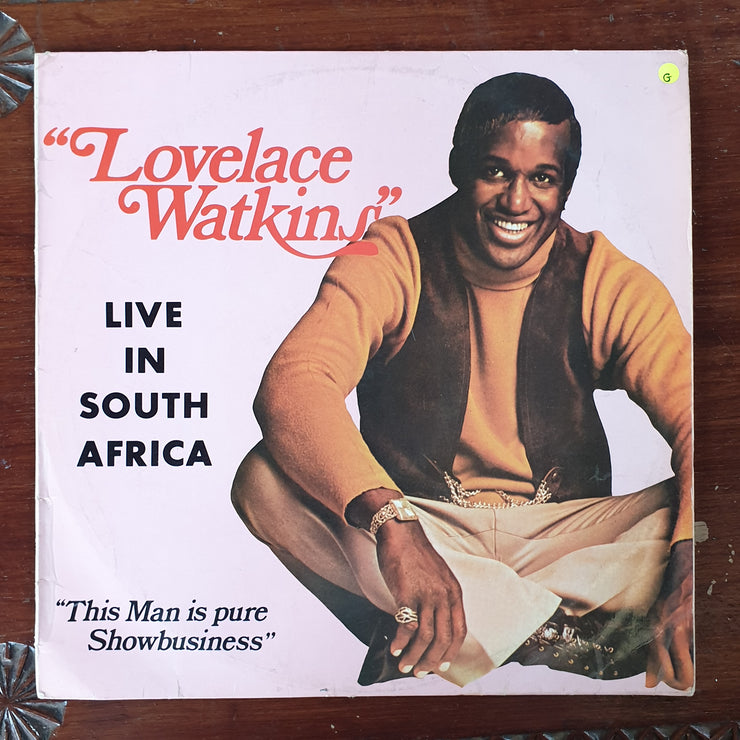 G
“Lovelace
Watkins”
LIVE
IN
SOUTH
AFRICA
“This Man is pure
Showbusiness”